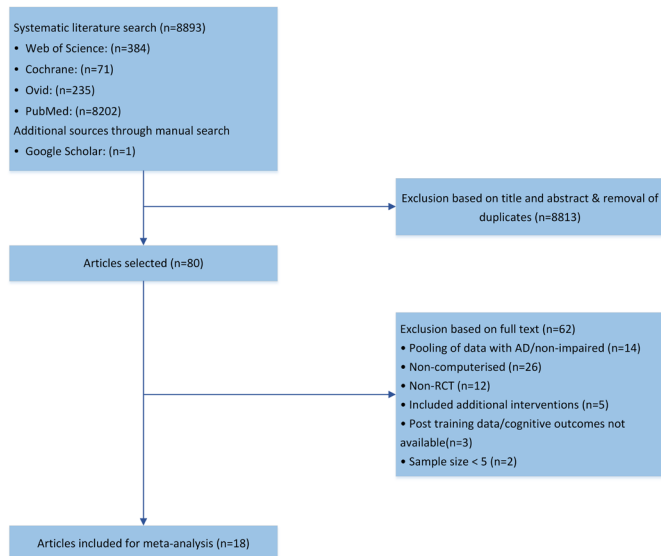 Systematic literature search (n=8893)
• Web of Science: (n=384)
• Cochrane: (n=71)
• Ovid: (n=235)
• PubMed: (n=8202)
Additional sources through manual search
• Google Scholar: (n=1)
Exclusion based on title and abstract & removal of
duplicates (n=8813)
Articles selected (n=80)
Exclusion based on full text (n=62)
• Pooling of data with AD/non-impaired (n=14)
• Non-computerised (n=26)
• Non-RCT (n=12)
• Included additional interventions (n=5)
• Post training data/cognitive outcomes not
available(n=3)
• Sample size < 5 (n=2)
Articles included for meta-analysis (n=18)